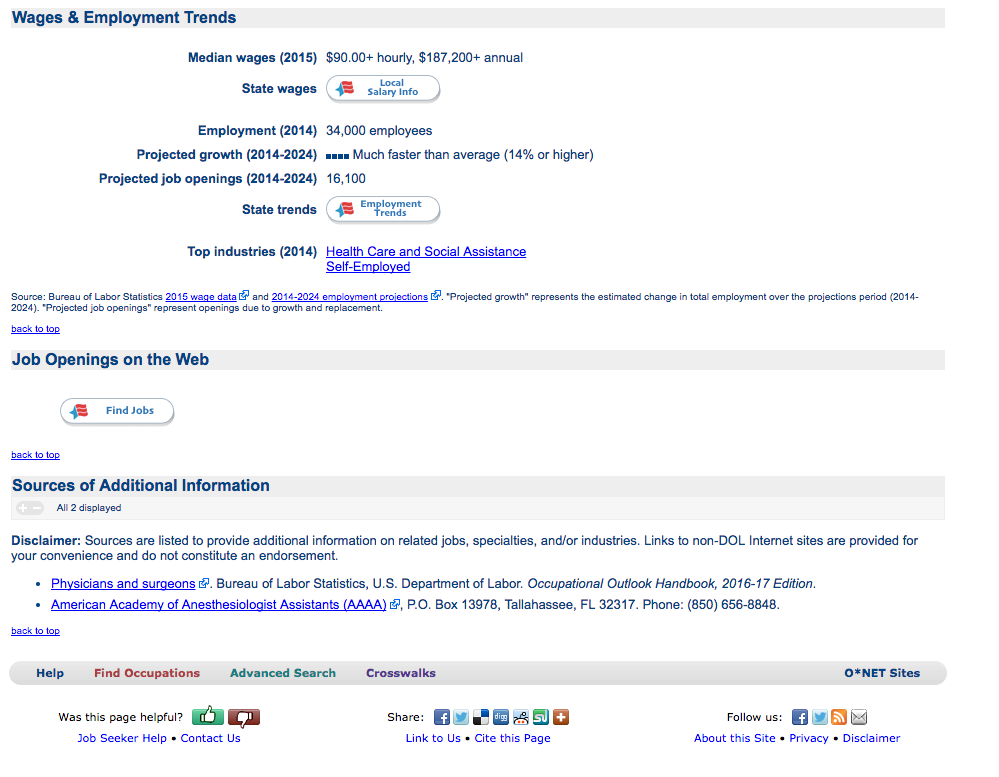 Wages & Employment Trends
Median wages (2015) $90.00+ hourly, $187,200+ annual
State wages Local Salary Info
Employment (2014) 34,000 employees
Projected growth (2014-2024) Much faster than average (14% or higher)
Projected job openings (2014-2024) 16,100
State trends Employment Trends
Top industries (2014) Health Care and Social Assistance
Self-Employed
Source: Bureau of Labor Statistics 2015 wage data and 2014-2024 employment projections. "Projected growth" represents the estimated change in total employment over the projections period (2014-
2024). "Projected job openings" represent openings due to growth and replacement.
back to top
Job Openings on the Web
Find Jobs
back to top
Sources of Additional Information
All 2 displayed
Disclaimer: Sources are listed to provide additional information on related jobs, specialties, and/or industries. Links to non-DOL Internet sites are provided for
your convenience and do not constitute an endorsement.
• Physicians and surgeons. Bureau of Labor Statistics, U.S. Department of Labor. Occupational Outlook Handbook, 2016-17 Edition.
• American Academy of Anesthesiologist Assistants (AAAA), P.O. Box 13978, Tallahassee, FL 32317. Phone: (850) 656-8848.
back to top
Help Find Occupations Advanced Search Crosswalks O*NET Sites
Was this page helpful? Share: digg Follow us:
Job Seeker Help • Contact Us Link to Us • Cite this Page About this Site • Privacy • Disclaimer